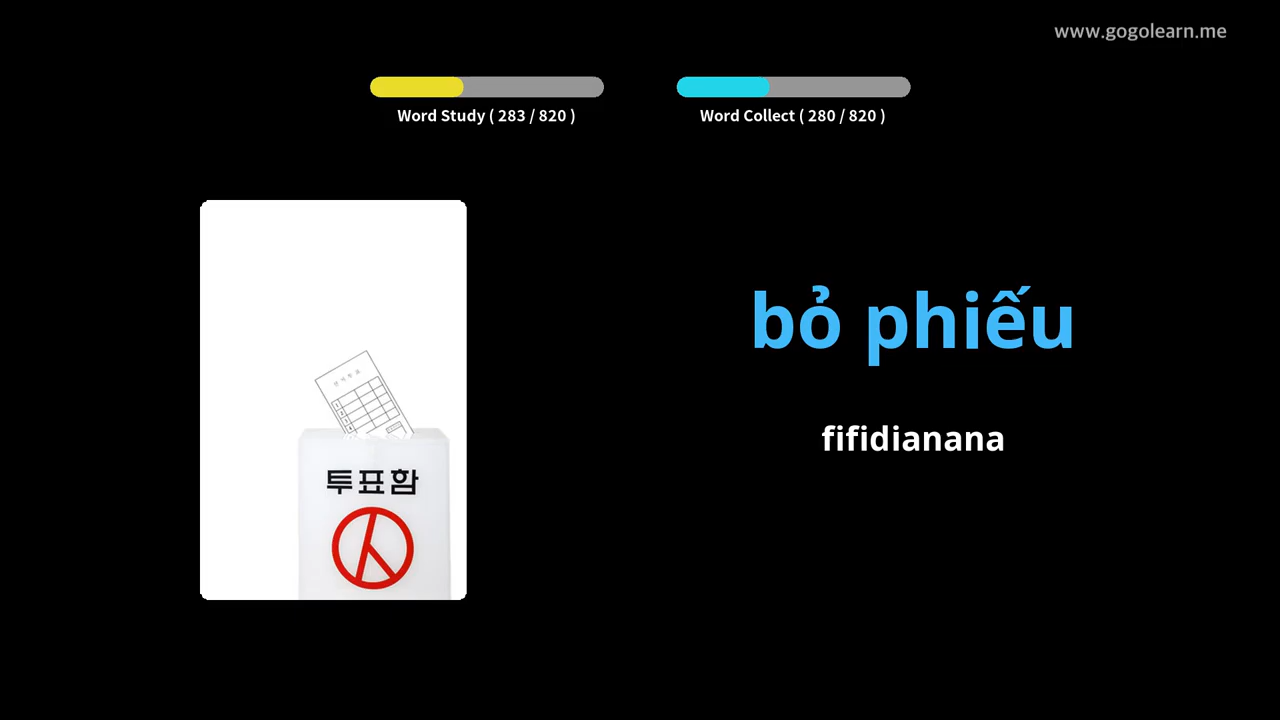 www.gogolearn.me
Word Study ( 283 / 820 )
Word Collect ( 280 / 820 )
bỏ phiếu
fifidianana
투표함